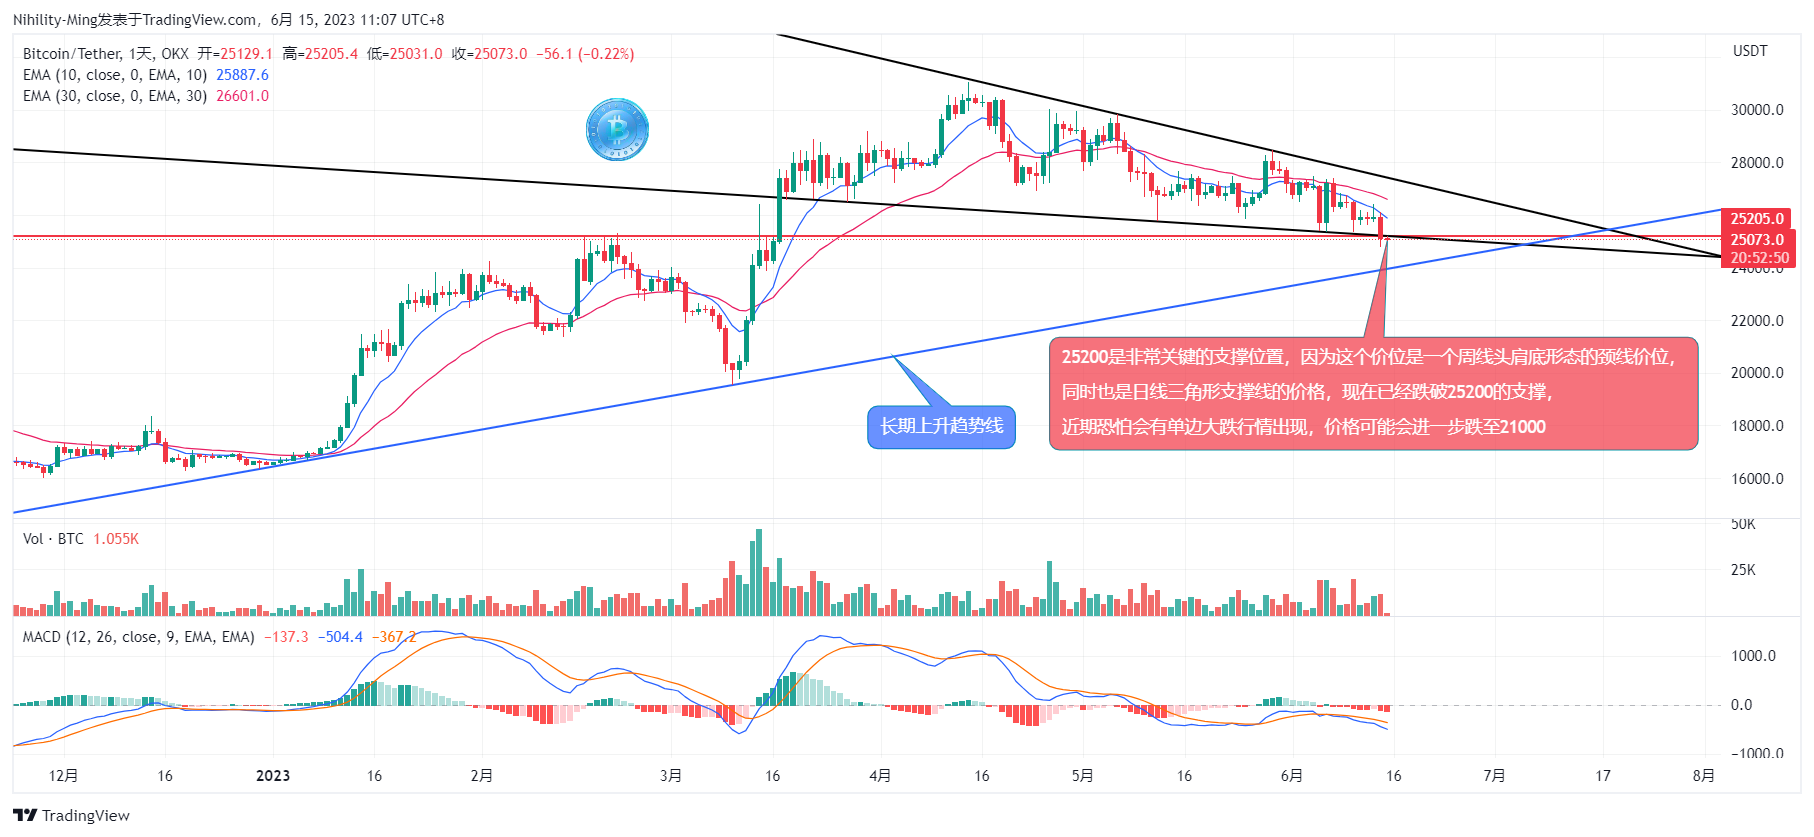 Nihility-Ming发表于TradingView.com, 6月 15, 2023 11:07 UTC+8
Bitcoin/Tether, 1天, OKX 开=25129.1 高=25205.4 低=25031.0 收=25073.0 −56.1 (−0.22%)
EMA (10, close, 0, EMA, 10) 25887.6
EMA (30, close, 0, EMA, 30) 26601.0
USDT
30000.0
28000.0
25205.0
25073.0
20:52:50
24000.0
22000.0
20000.0
18000.0
16000.0
25200是非常关键的支撑位置，因为这个价位是一个周线头肩底形态的颈线价位，
同时也是日线三角形支撑线的价格，现在已经跌破25200的支撑，
近期恐怕会有单边大跌行情出现，价格可能会进一步跌至21000
长期上升趋势线
Vol · BTC 1.055K
50K
25K
MACD (12, 26, close, 9, EMA, EMA) −137.3 −504.4 −367.2
1000.0
0.0
−1000.0
12月 16 2023 16 2月 3月 16 4月 16 5月 16 6月 16 7月 17 8月
TradingView